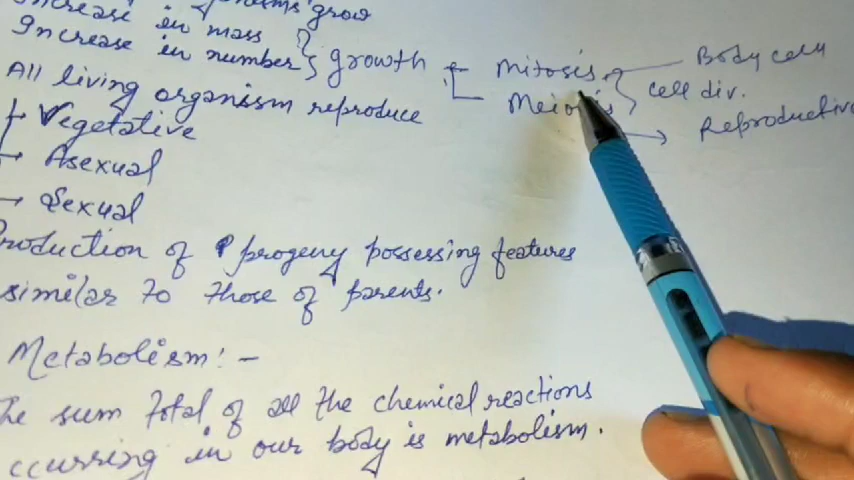 Increase in mass
Increase in number } growth
Mitosis
Meiosis
} cell div.
Body cell
Reproductive
All living organism reproduce
Vegetative
Asexual
Sexual
Production of progeny possessing features
similar to those of parents.
Metabolism:-
The sum total of all the chemical reactions
occurring in our body is metabolism.